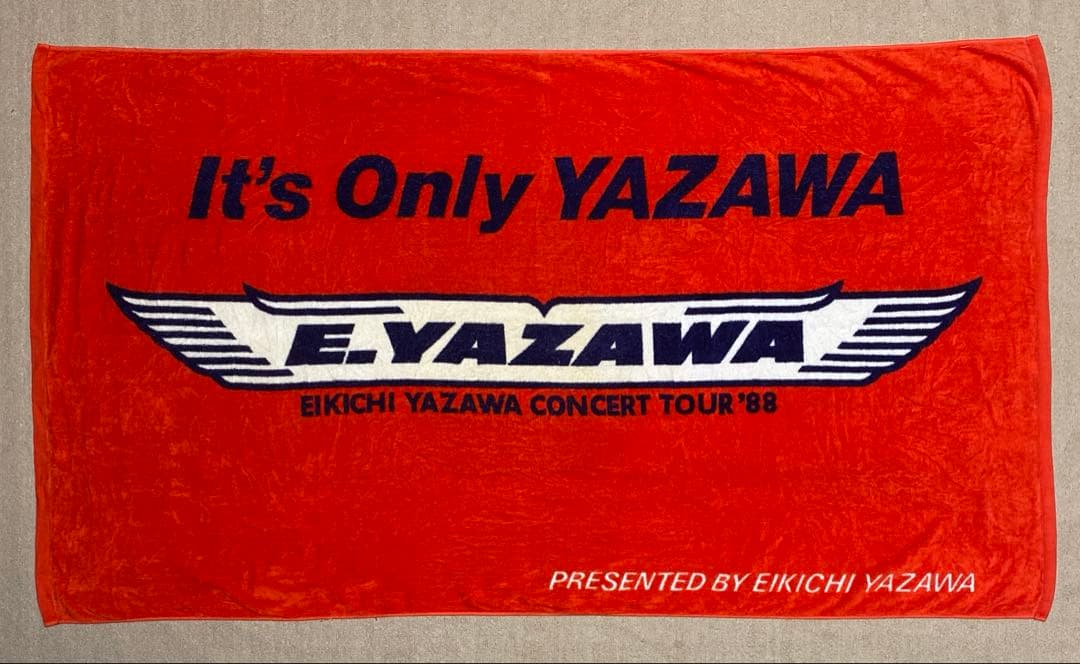 It's Only YAZAWA
E.YAZAWA
EIKICHI YAZAWA CONCERT TOUR '88
PRESENTED BY EIKICHI YAZAWA